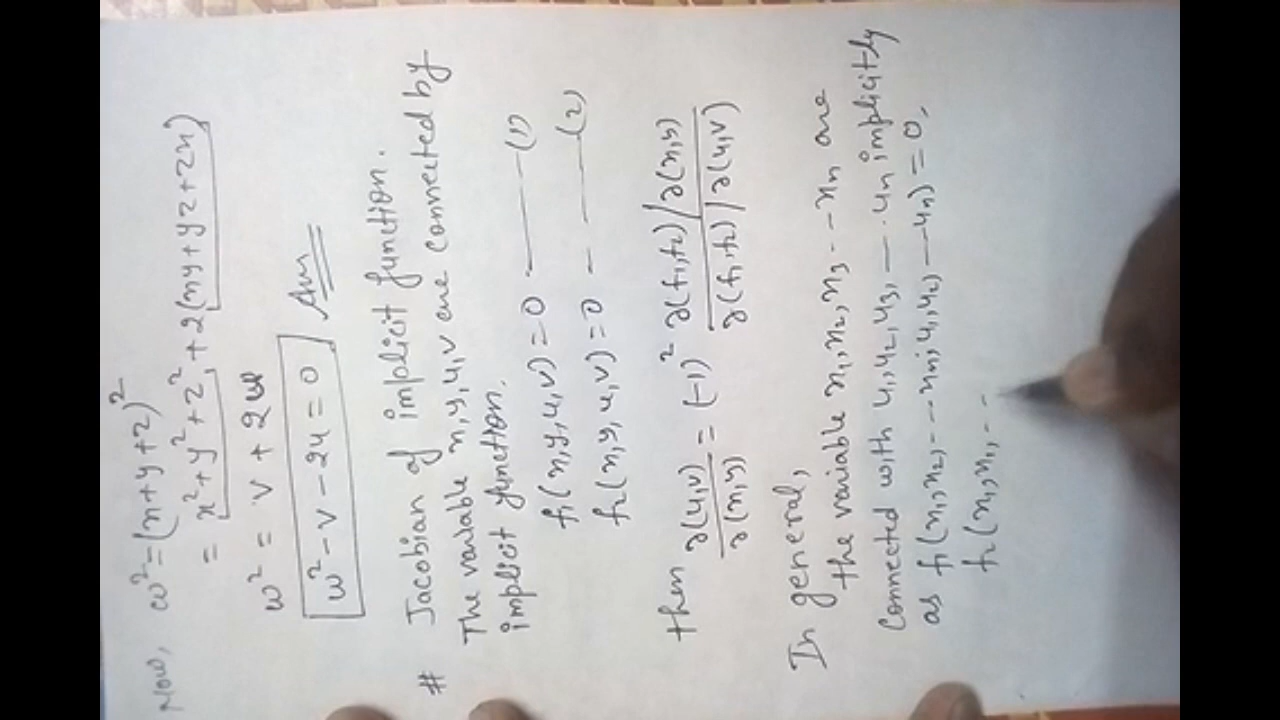 Now, ω² = (x+y+z)²
= x²+y²+z² + 2(xy+yz+zx)
ω² = v + 2u
ω² - v - 2u = 0 Ans
# Jacobian of implicit function.
The variable x, y, u, v are connected by
implicit function.
f₁(x, y, u, v) = 0 - —— (1)
f₂(x, y, u, v) = 0 - —— (2)
then ∂(u,v)/∂(x,y) = (-1)² ∂(f₁,f₂)/∂(x,y) / ∂(f₁,f₂)/∂(u,v)
In general,
the variable x₁, x₂, x₃ - - xₙ are
Connected with u₁, u₂, u₃, — . uₙ implicitly
as f₁(x₁, x₂, - - xₙ; u₁, u₂, — uₙ) = 0.
f₂(x₁, x₁, - -